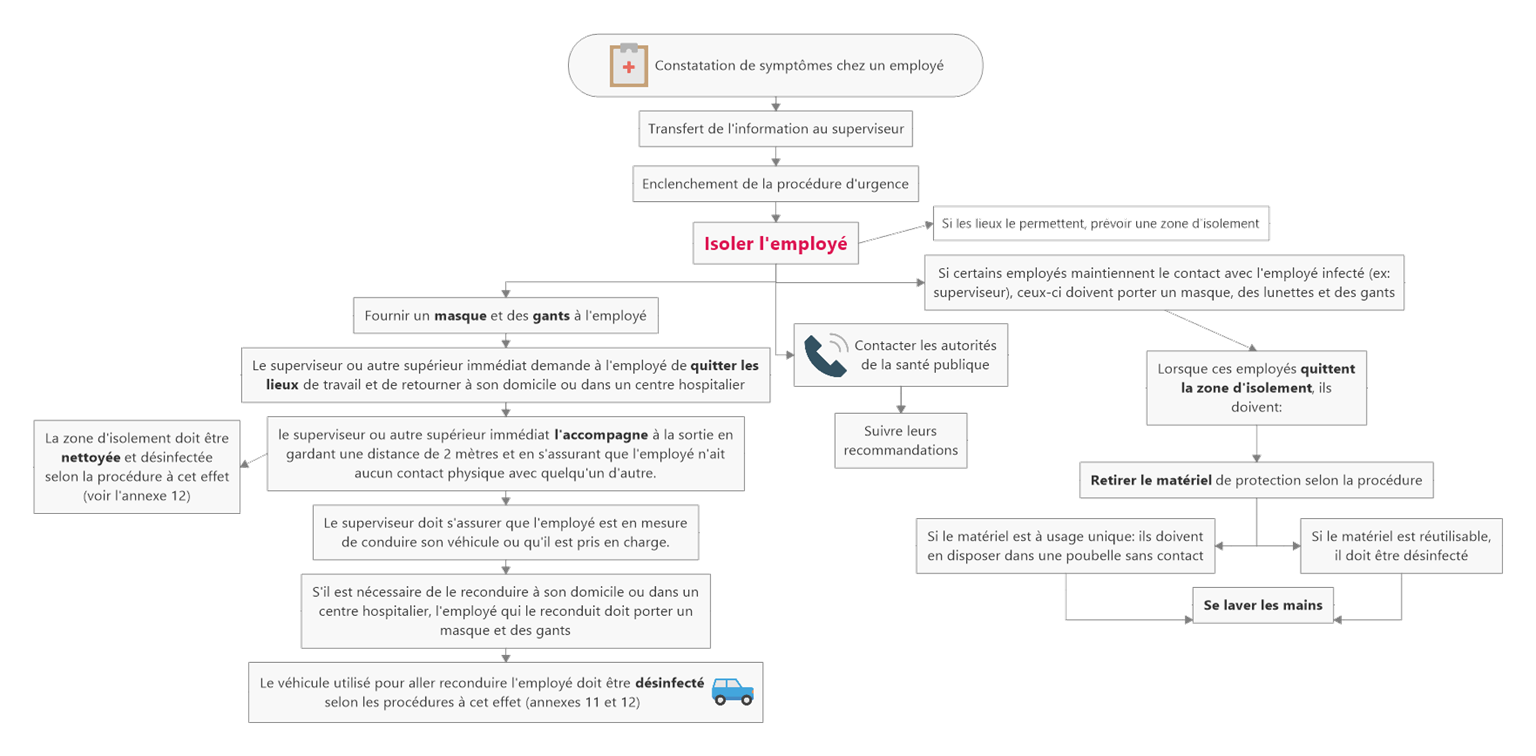 Constatation de symptômes chez un employé
Transfert de l'information au superviseur
Enclenchement de la procédure d'urgence
Isoler l'employé
Si les lieux le permettent, prévoir une zone d'isolement
Si certains employés maintiennent le contact avec l'employé infecté (ex:
superviseur), ceux-ci doivent porter un masque, des lunettes et des gants
Fournir un masque et des gants à l'employé
Le superviseur ou autre supérieur immédiat demande à l'employé de quitter les
lieux de travail et de retourner à son domicile ou dans un centre hospitalier
le superviseur ou autre supérieur immédiat l'accompagne à la sortie en
gardant une distance de 2 mètres et en s'assurant que l'employé n'ait
aucun contact physique avec quelqu'un d'autre.
La zone d'isolement doit être
nettoyée et désinfectée
selon la procédure à cet effet
(voir l'annexe 12)
Le superviseur doit s'assurer que l'employé est en mesure
de conduire son véhicule ou qu'il est pris en charge.
S'il est nécessaire de le reconduire à son domicile ou dans un
centre hospitalier, l'employé qui le reconduit doit porter un
masque et des gants
Le véhicule utilisé pour aller reconduire l'employé doit être désinfecté
selon les procédures à cet effet (annexes 11 et 12)
Contacter les autorités
de la santé publique
Suivre leurs
recommandations
Lorsque ces employés quittent
la zone d'isolement, ils
doivent:
Retirer le matériel de protection selon la procédure
Si le matériel est à usage unique: ils doivent
en disposer dans une poubelle sans contact
Si le matériel est réutilisable,
il doit être désinfecté
Se laver les mains